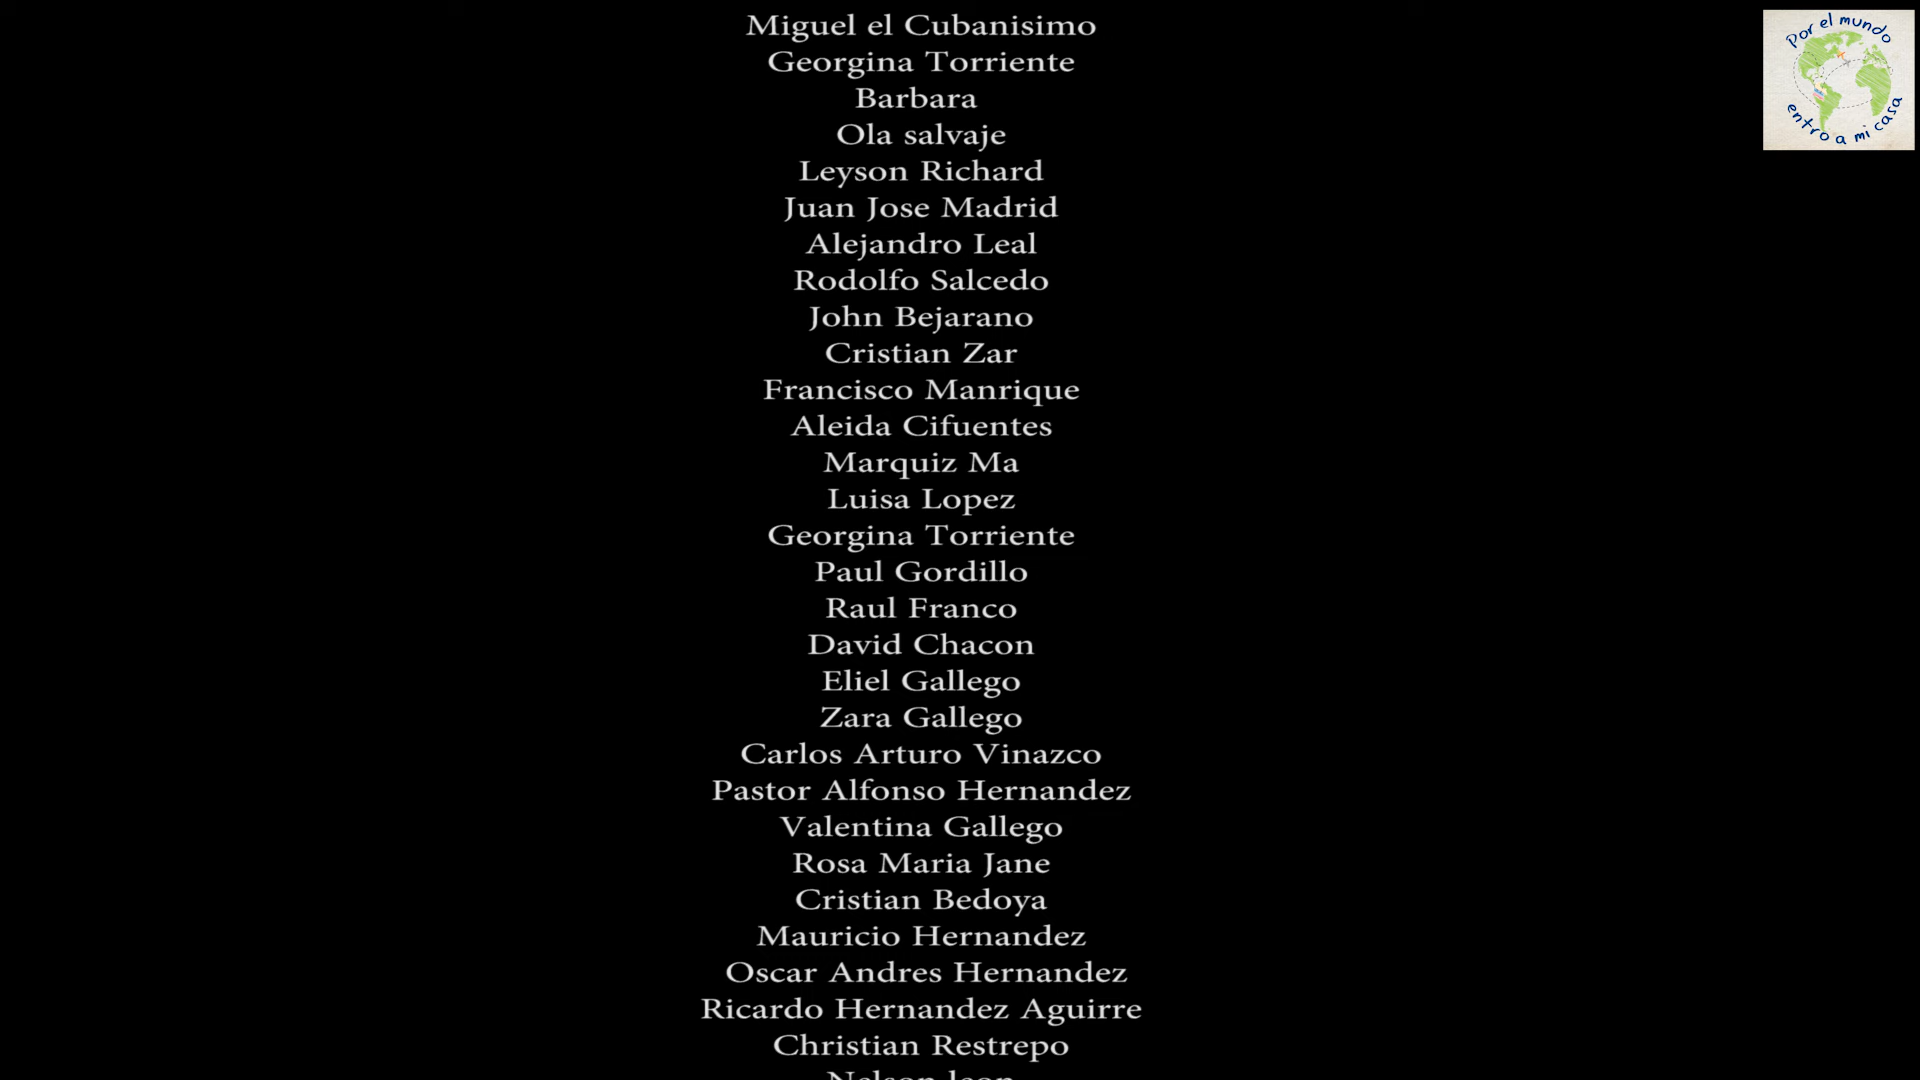 Miguel el Cubanisimo
Georgina Torriente
Barbara
Ola salvaje
Leyson Richard
Juan Jose Madrid
Alejandro Leal
Rodolfo Salcedo
John Bejarano
Cristian Zar
Francisco Manrique
Aleida Cifuentes
Marquiz Ma
Luisa Lopez
Georgina Torriente
Paul Gordillo
Raul Franco
David Chacon
Eliel Gallego
Zara Gallego
Carlos Arturo Vinazco
Pastor Alfonso Hernandez
Valentina Gallego
Rosa Maria Jane
Cristian Bedoya
Mauricio Hernandez
Oscar Andres Hernandez
Ricardo Hernandez Aguirre
Christian Restrepo
Por el mundo
entro a mi casa